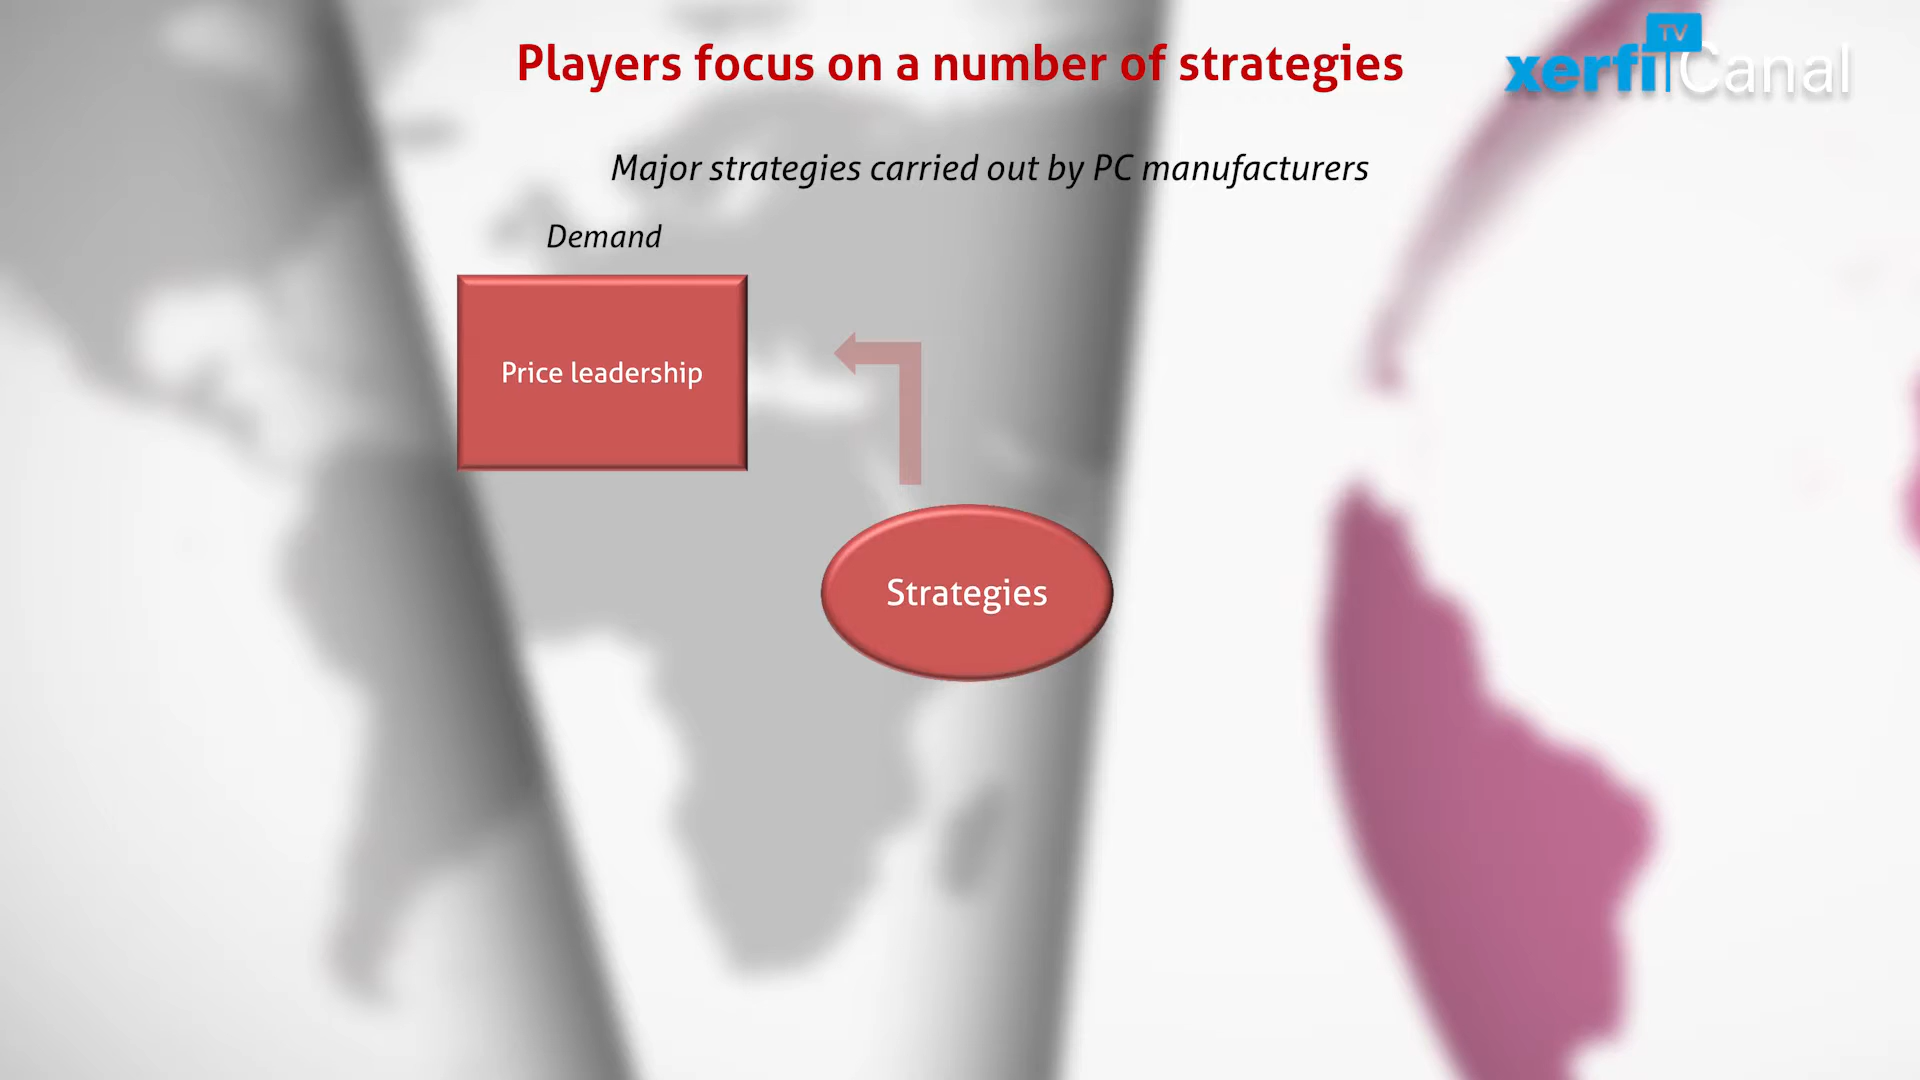 Players focus on a number of strategies
xerfi TV Canal
Major strategies carried out by PC manufacturers
Demand
Price leadership
Strategies